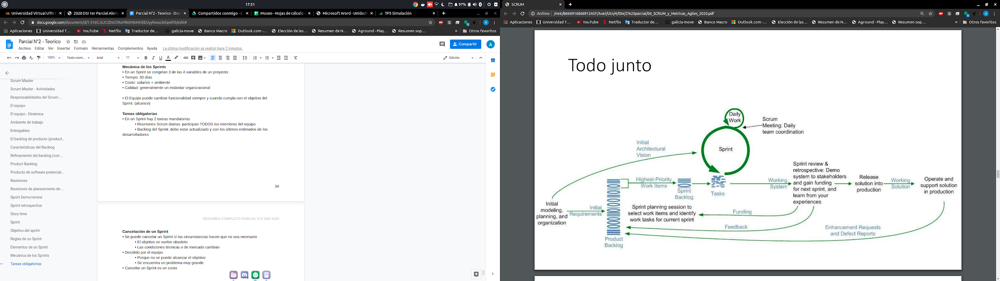 17:51
97%
Universidad Virtual UTN F
2020 DSI 1er Parcial Alerta
Parcial N°2 - Teorico - Doc
Compartidos conmigo - G
Museo - Hojas de cálculo c
Microsoft Word - Unidad
TP5 Simulación
docs.google.com/document/d/1-316CJ3JC2DUCfAsV9kXHbX4irEEUyyfooucbXqvdY0/edit#
Aplicaciones
Universidad T...
YouTube
Netflix
Traductor de...
galicia-move
Banco Macro
Outlook.com -...
Elección de las...
Resumen de N...
Aground - Play...
Resumen sop...
»
Otros favoritos
Parcial N°2 - Teorico
Archivo Editar Ver Insertar Formato Herramientas Complementos Ayuda
La última modificación se realizó hace 2 minutos.
Compartir
A
100% Texto norm... Arial 11 B I U A
Edición
Scrum Master
Scrum Master - Actividades
Responsabilidades del Scrum ...
El equipo
El equipo - Dinámica
Ambiente de trabajo
Entregables
El backlog de producto (product...
Características del Backlog
Refinamiento del backlog (con ...
Product Backlog
Producto de software potencial...
Reuniones
Reuniones de planeamiento de ...
Sprint Demo/review
Sprint retrospective
Story time
Sprint
Objetivo del sprint
Reglas de un Sprint
Elementos de un Sprint
Mecánica de los Sprints
Tareas obligatorias
Mecánica de los Sprints
• En un Sprint se congelan 3 de las 4 variables de un proyecto:
• Tiempo: 30 días
• Costo: salarios + ambiente
• Calidad: generalmente un estándar organizacional
• El Equipo puede cambiar funcionalidad siempre y cuando cumpla con el objetivo del
Sprint. (alcance)
Tareas obligatorias
• En un Sprint hay 2 tareas mandatorias
• Reuniones Scrum diarias: participan TODOS los miembros del equipo
• Backlog del Sprint: debe estar actualizado y con los últimos estimados de los
desarrolladores
34
RESUMEN COMPLETO PARCIAL N°2 ISW 2020
Cancelación de un Sprint
• Se puede cancelar un Sprint si las circunstancias hacen que no sea necesario
• El objetivo se vuelve obsoleto
• Las condiciones técnicas o de mercado cambian
• Decidido por el equipo
• Porque no se puede alcanzar el objetivo
• Se encuentra un problema muy grande
• Cancelar un Sprint es un costo
SCRUM
Archivo | /mnt/B666916866912A5F/Axel/Utn/4/ISW/2%20parcial/06_SCRUM_y_Metricas_Agiles_2020.pdf
Aplicaciones
Universidad T...
YouTube
Netflix
Traductor de...
galicia-move
Banco Macro
Outlook.com -...
Elección de las...
Resumen de N...
Aground - Play...
Resumen sop...
»
Otros favoritos
Todo junto
Daily
Work
Scrum
Meeting: Daily
team coordination
Sprint
Initial
Architectural
Vision
Highest-Priority
Work Items
Sprint
Backlog
Tasks
Working
System
Sprint review &
retrospective: Demo
system to stakeholders
and gain funding
for next sprint, and
learn from your
experiences
Release
solution into
production
Working
Solution
Operate and
support solution
in production
Initial
modeling,
planning, and
organization
Initial
Requirements
Sprint planning session to
select work items and identify
work tasks for current sprint
Funding
Feedback
Enhancement Requests
and Defect Reports
Product
Backlog